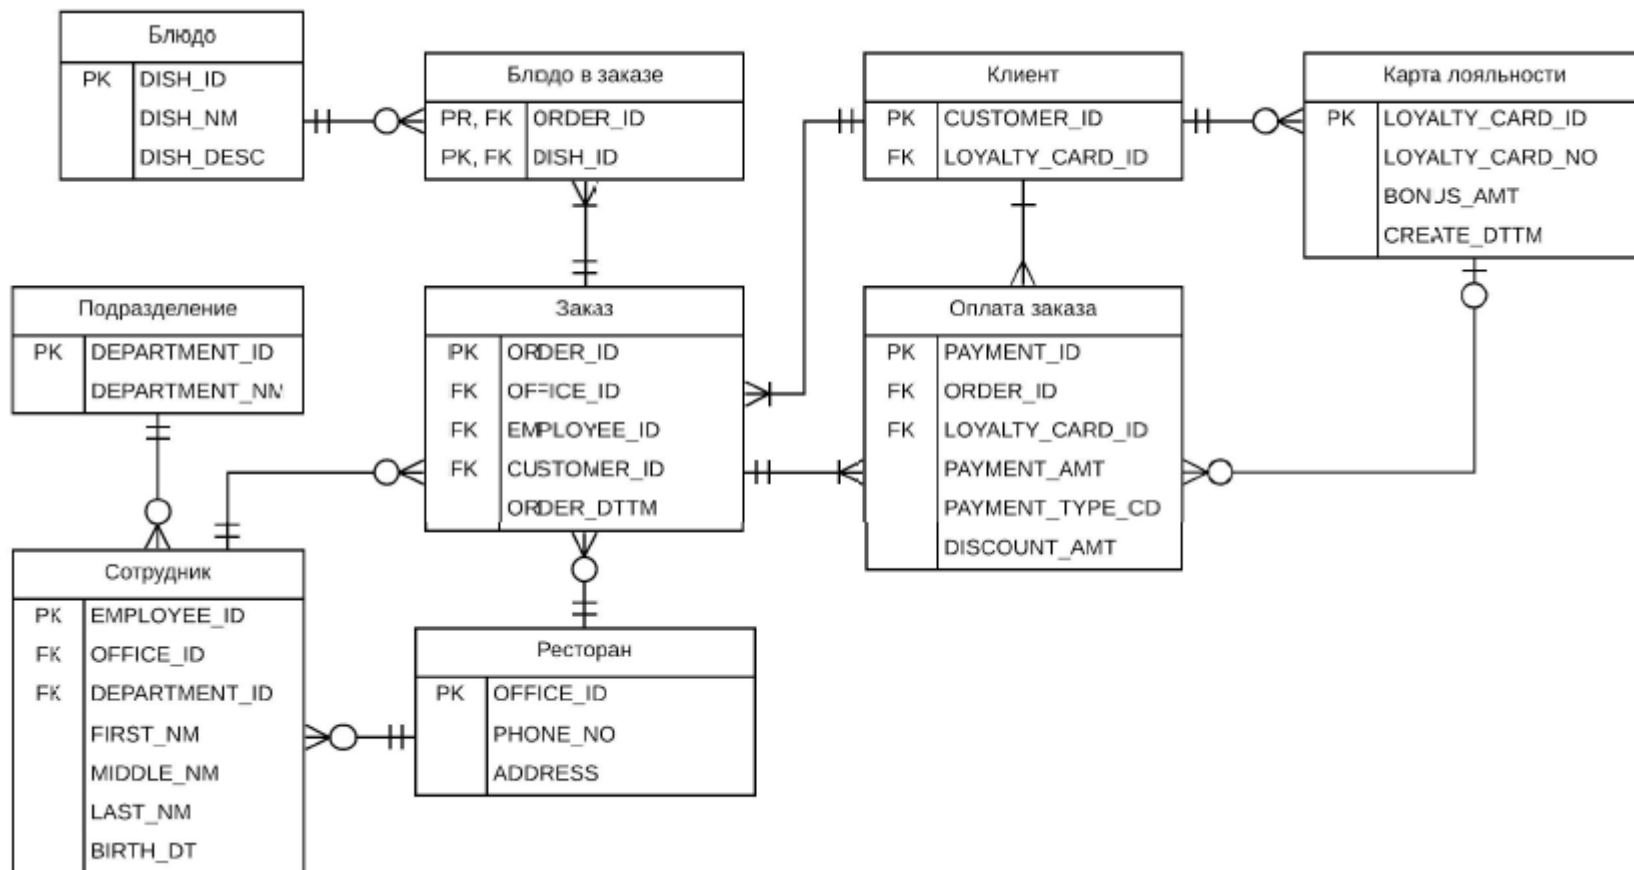 Блюдо
PK DISH_ID
DISH_NM
DISH_DESC
Блюдо в заказе
PR, FK ORDER_ID
PK, FK DISH_ID
Клиент
PK CUSTOMER_ID
FK LOYALTY_CARD_ID
Карта лояльности
PK LOYALTY_CARD_ID
LOYALTY_CARD_NO
BONUS_AMT
CREATE_DTTM
Подразделение
PK DEPARTMENT_ID
DEPARTMENT_NM
Заказ
PK ORDER_ID
FK OFFICE_ID
FK EMPLOYEE_ID
FK CUSTOMER_ID
ORDER_DTTM
Оплата заказа
PK PAYMENT_ID
FK ORDER_ID
FK LOYALTY_CARD_ID
PAYMENT_AMT
PAYMENT_TYPE_CD
DISCOUNT_AMT
Сотрудник
PK EMPLOYEE_ID
FK OFFICE_ID
FK DEPARTMENT_ID
FIRST_NM
MIDDLE_NM
LAST_NM
BIRTH_DT
Ресторан
PK OFFICE_ID
PHONE_NO
ADDRESS